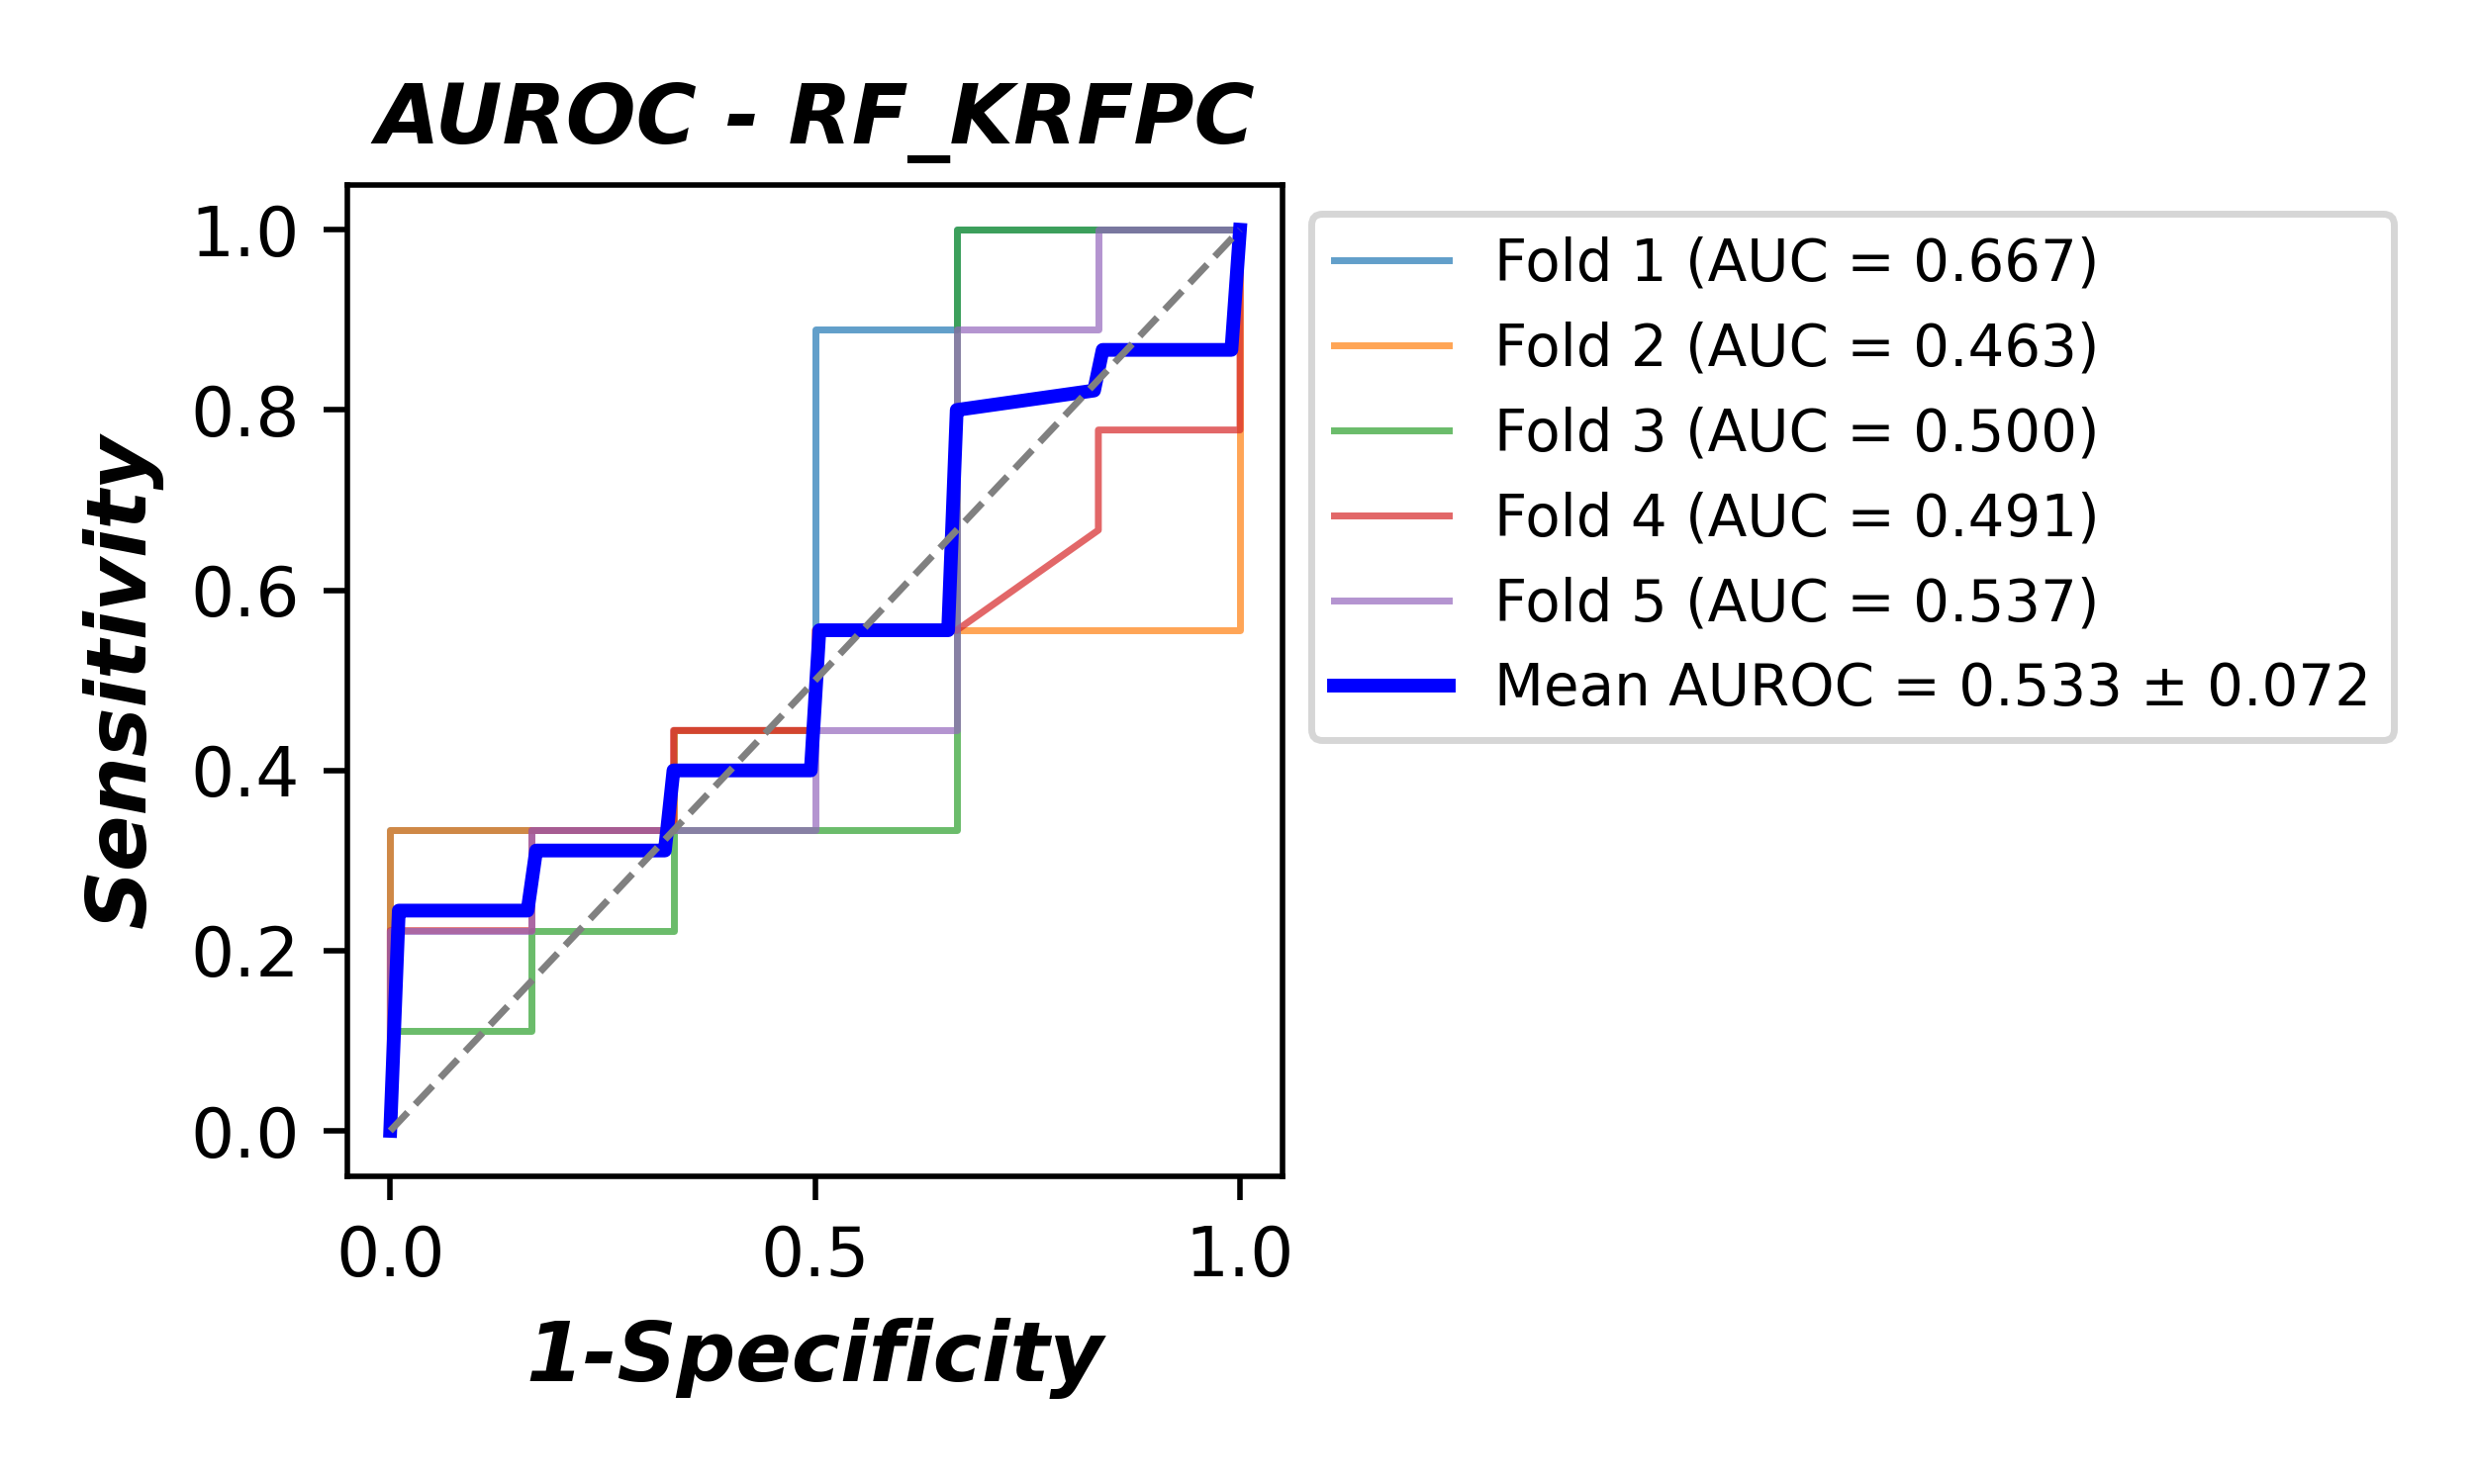 AUROC - RF_KRFPC
1.0
0.8
0.6
0.4
0.2
0.0
Sensitivity
0.0 0.5 1.0
1-Specificity
Fold 1 (AUC = 0.667)
Fold 2 (AUC = 0.463)
Fold 3 (AUC = 0.500)
Fold 4 (AUC = 0.491)
Fold 5 (AUC = 0.537)
Mean AUROC = 0.533 ± 0.072